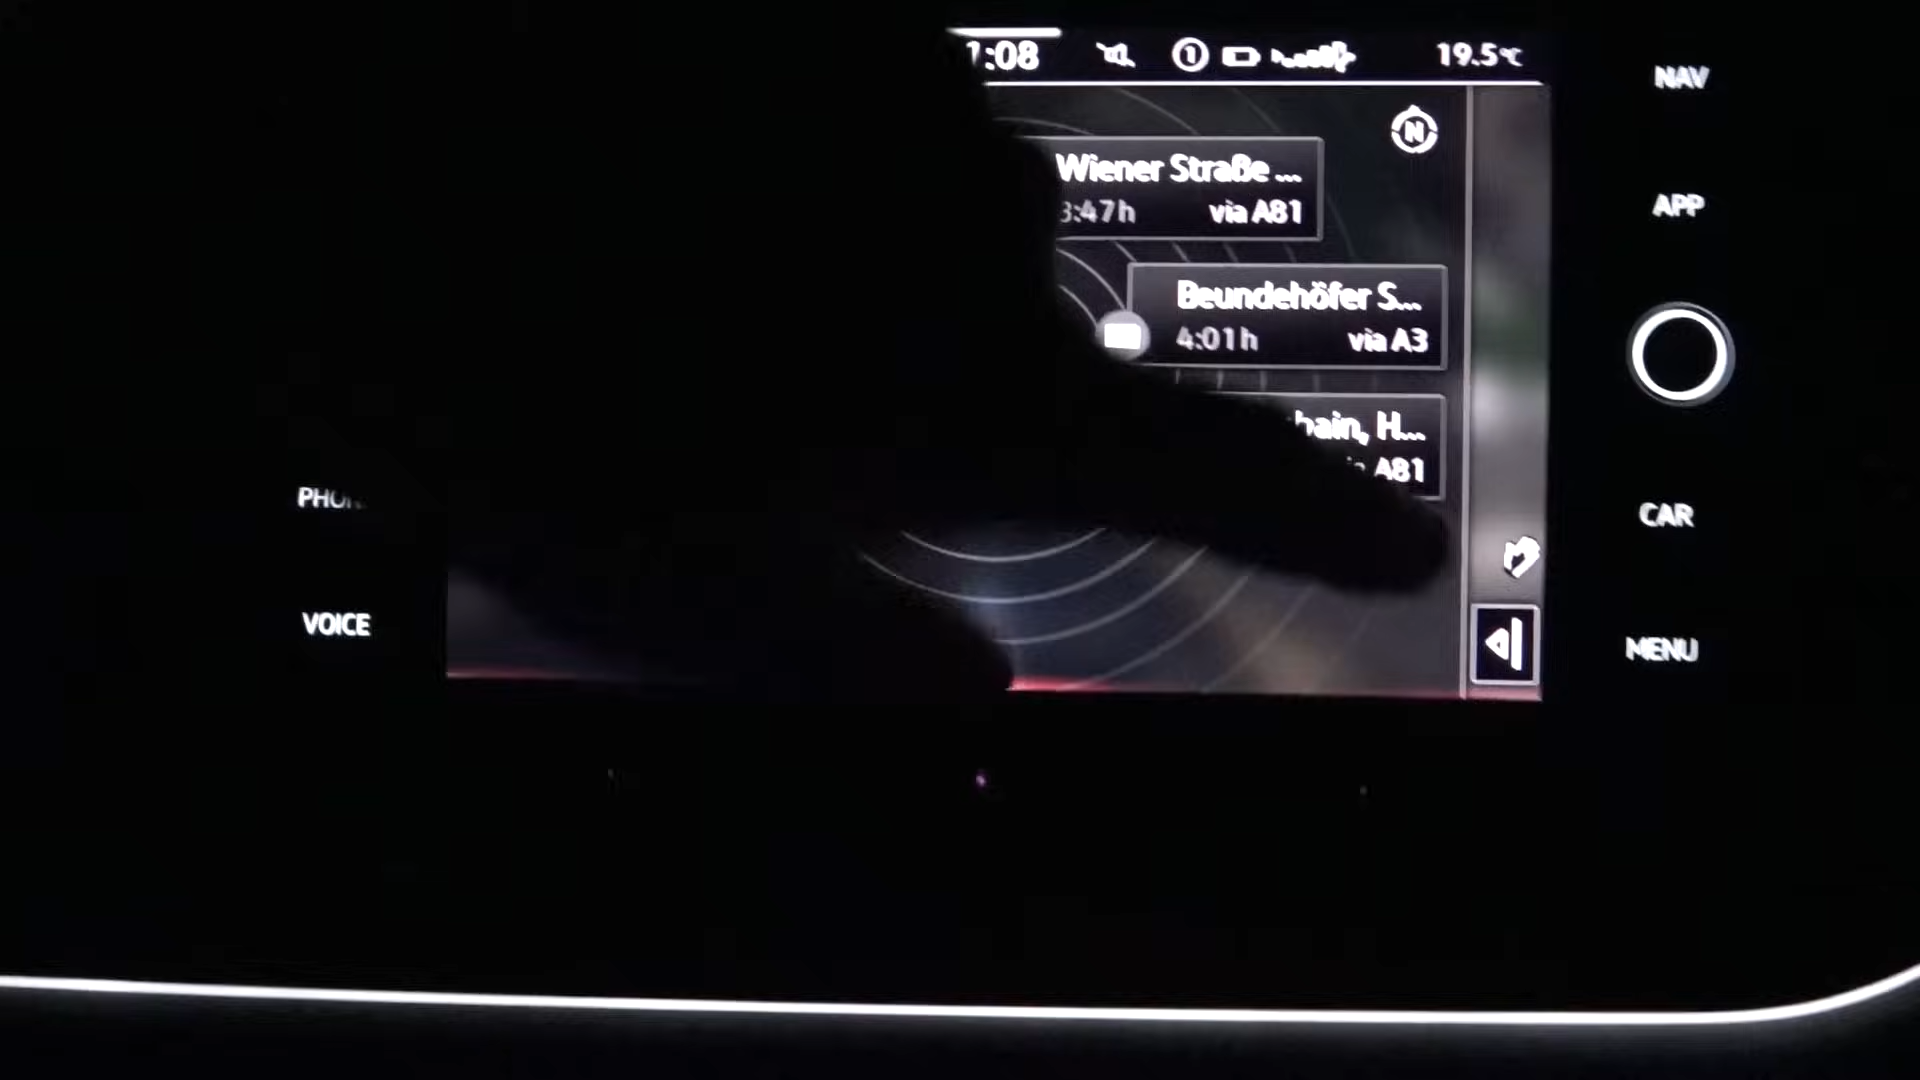 :08 1 19.5°C
NAV
APP
Wiener Straße ...
3:47h via A81
Beundehöfer S...
4:01h via A3
hain, H...
A81
PHON
VOICE
CAR
MENU
N